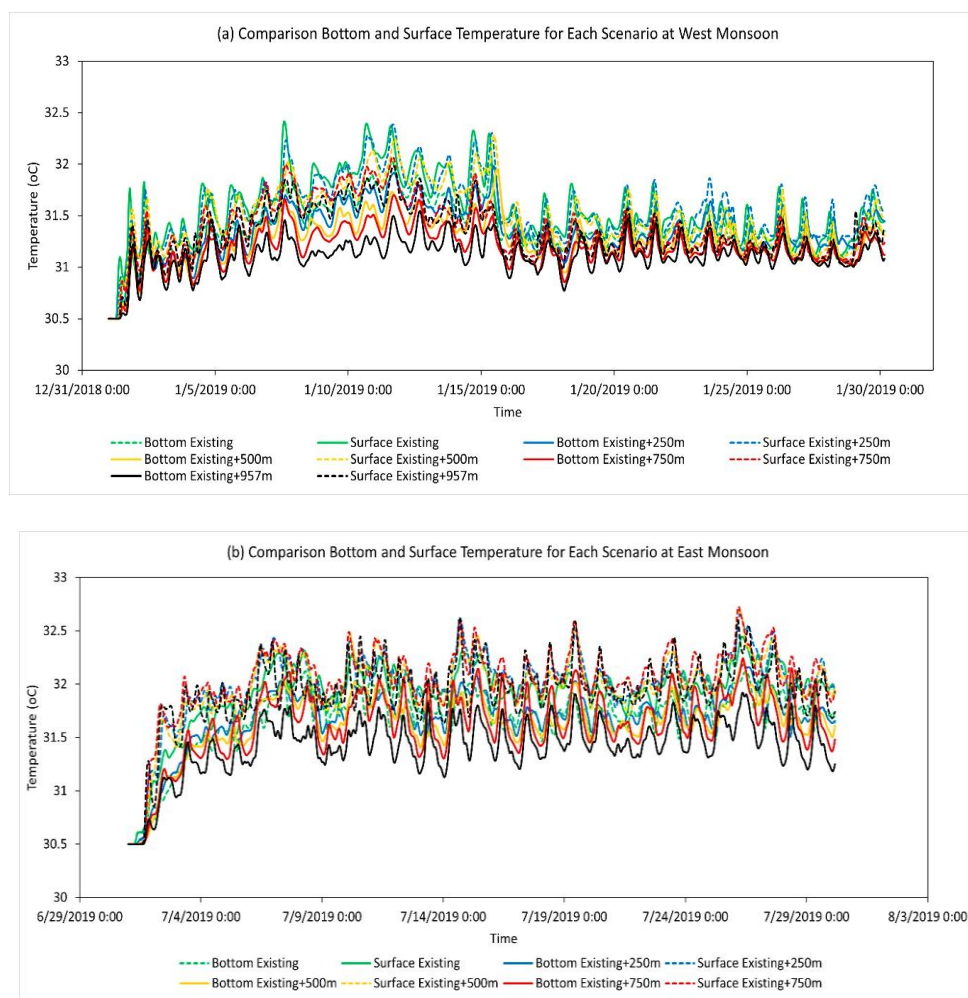 (a) Comparison Bottom and Surface Temperature for Each Scenario at West Monsoon
33
32.5
32
31.5
31
30.5
30
Temperature (oC)
12/31/2018 0:00 1/5/2019 0:00 1/10/2019 0:00 1/15/2019 0:00 1/20/2019 0:00 1/25/2019 0:00 1/30/2019 0:00
Time
Bottom Existing Surface Existing Bottom Existing+250m Surface Existing+250m
Bottom Existing+500m Surface Existing+500m Bottom Existing+750m Surface Existing+750m
Bottom Existing+957m Surface Existing+957m
(b) Comparison Bottom and Surface Temperature for Each Scenario at East Monsoon
33
32.5
32
31.5
31
30.5
30
Temperature (oC)
6/29/2019 0:00 7/4/2019 0:00 7/9/2019 0:00 7/14/2019 0:00 7/19/2019 0:00 7/24/2019 0:00 7/29/2019 0:00 8/3/2019 0:00
Time
Bottom Existing Surface Existing Bottom Existing+250m Surface Existing+250m
Bottom Existing+500m Surface Existing+500m Bottom Existing+750m Surface Existing+750m